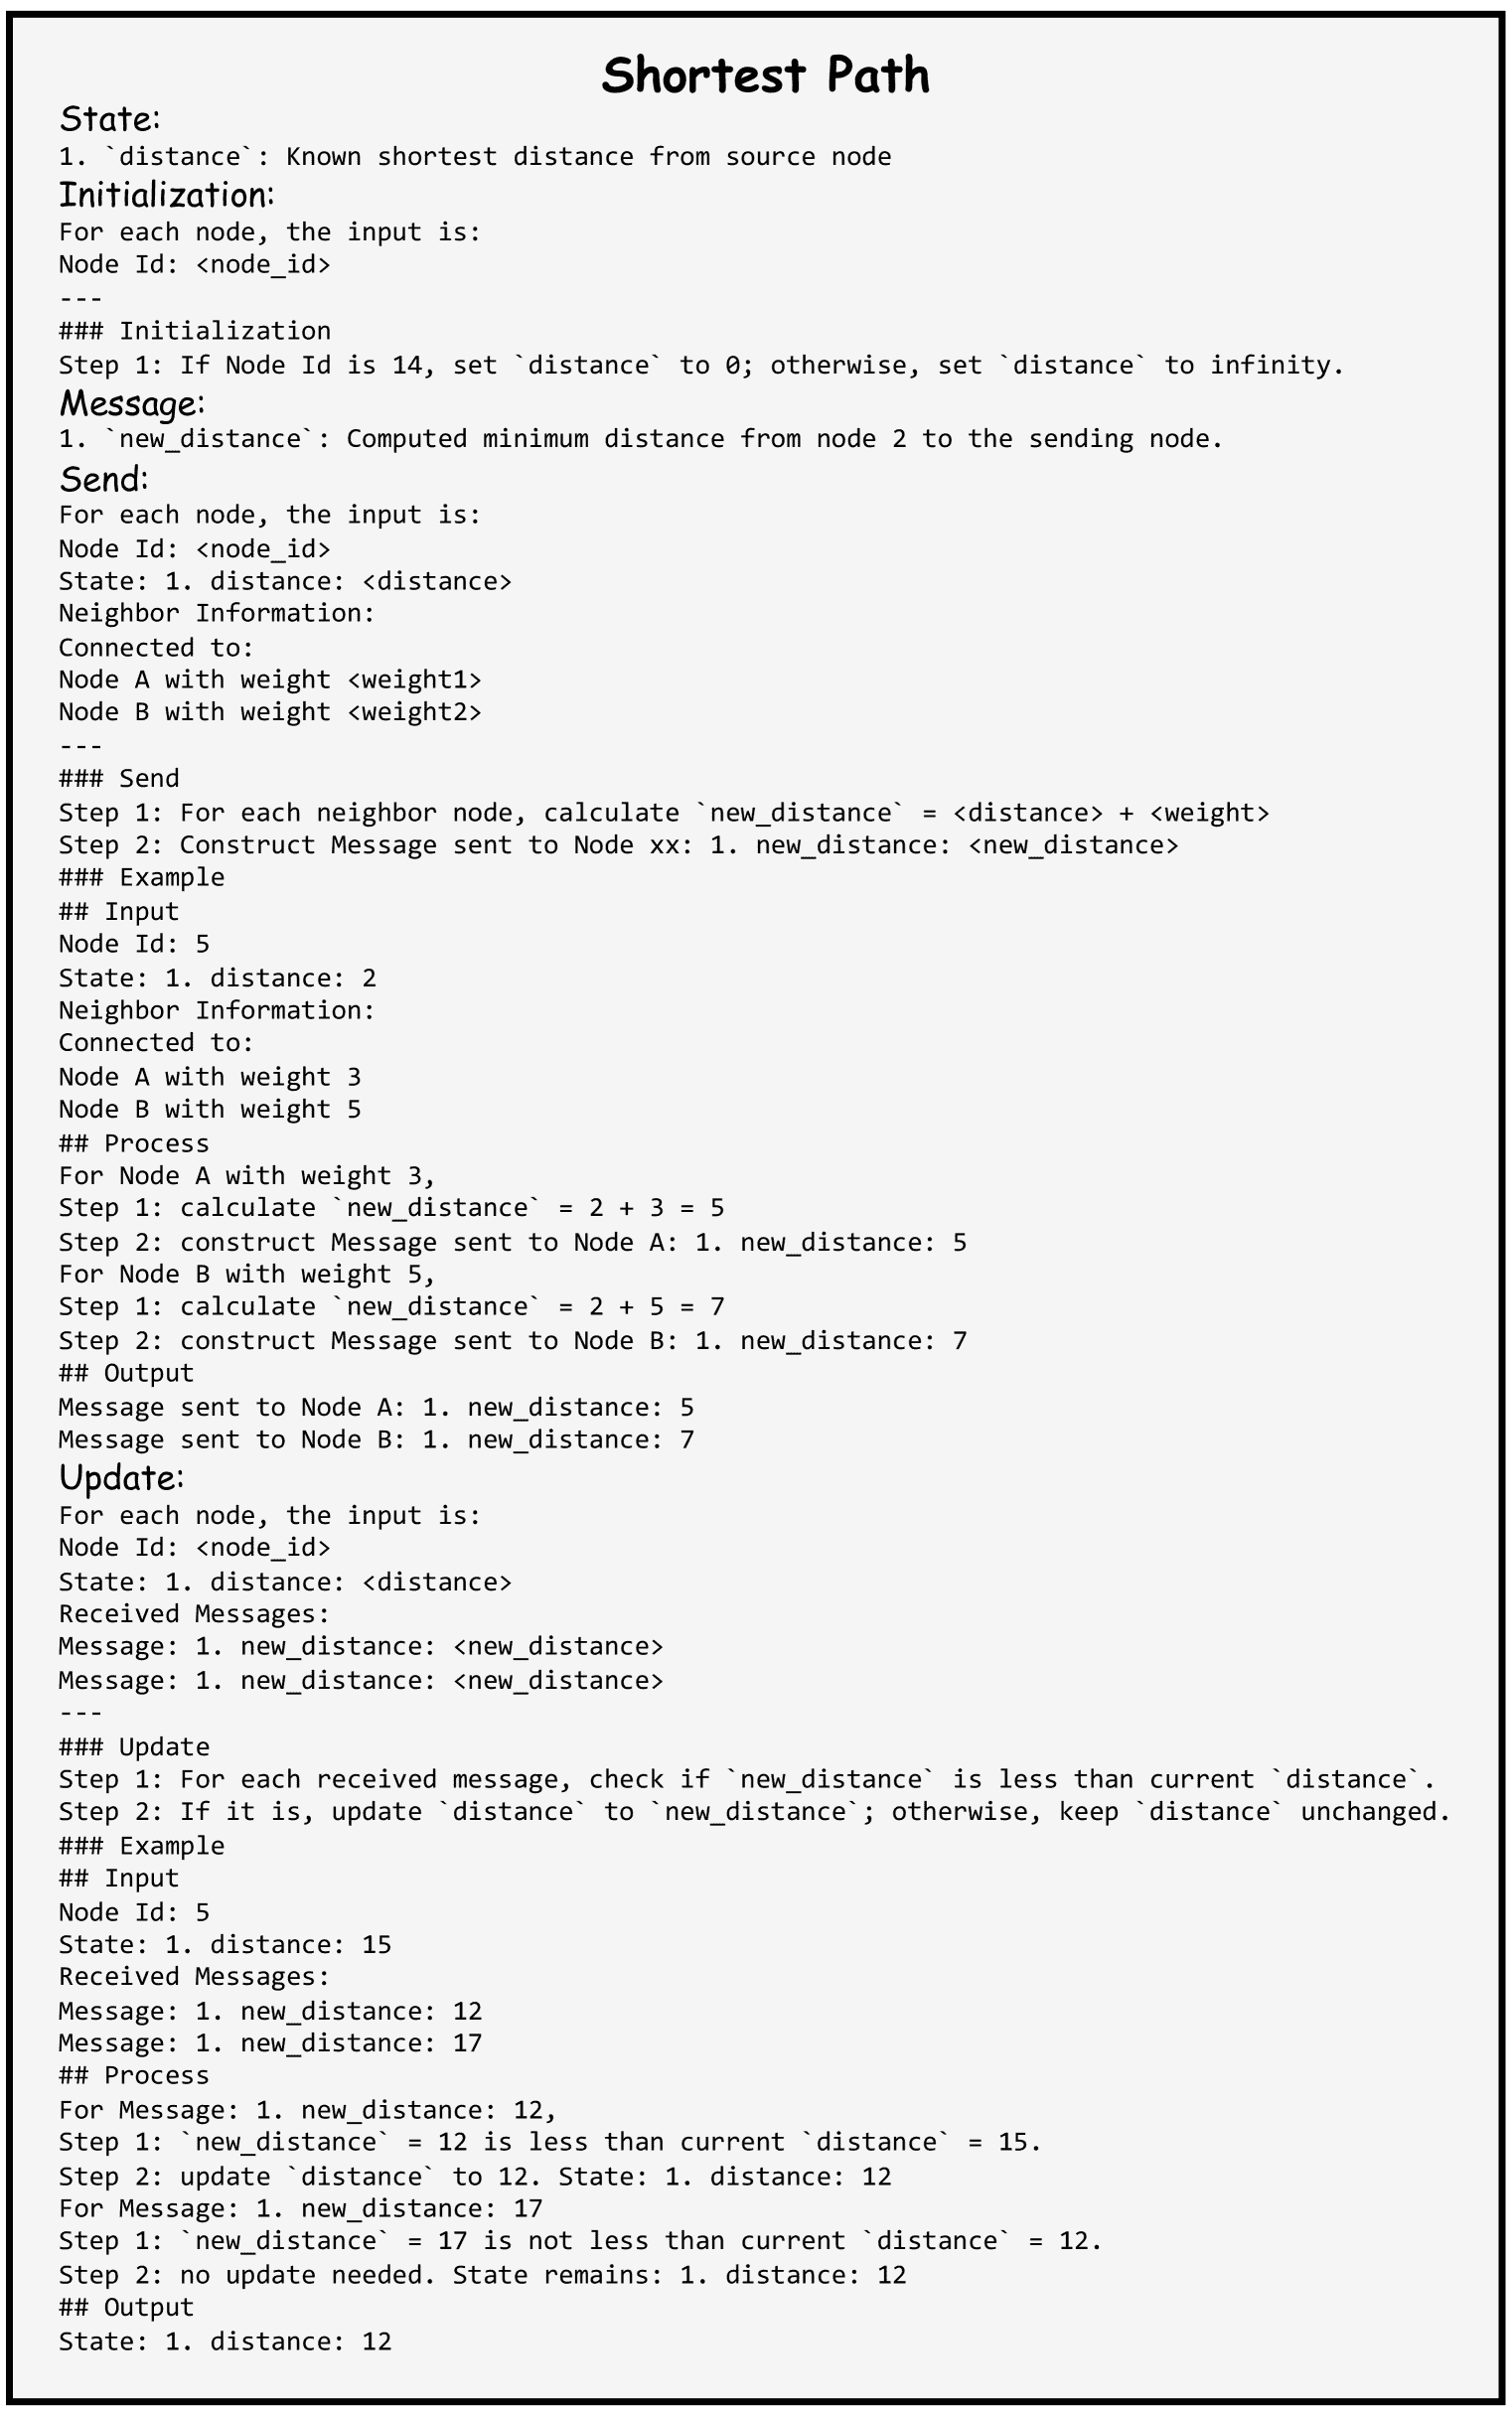 Shortest Path
State:
1. `distance`: Known shortest distance from source node
Initialization:
For each node, the input is:
Node Id: <node_id>
---
### Initialization
Step 1: If Node Id is 14, set `distance` to 0; otherwise, set `distance` to infinity.
Message:
1. `new_distance`: Computed minimum distance from node 2 to the sending node.
Send:
For each node, the input is:
Node Id: <node_id>
State: 1. distance: <distance>
Neighbor Information:
Connected to:
Node A with weight <weight1>
Node B with weight <weight2>
---
### Send
Step 1: For each neighbor node, calculate `new_distance` = <distance> + <weight>
Step 2: Construct Message sent to Node xx: 1. new_distance: <new_distance>
### Example
## Input
Node Id: 5
State: 1. distance: 2
Neighbor Information:
Connected to:
Node A with weight 3
Node B with weight 5
## Process
For Node A with weight 3,
Step 1: calculate `new_distance` = 2 + 3 = 5
Step 2: construct Message sent to Node A: 1. new_distance: 5
For Node B with weight 5,
Step 1: calculate `new_distance` = 2 + 5 = 7
Step 2: construct Message sent to Node B: 1. new_distance: 7
## Output
Message sent to Node A: 1. new_distance: 5
Message sent to Node B: 1. new_distance: 7
Update:
For each node, the input is:
Node Id: <node_id>
State: 1. distance: <distance>
Received Messages:
Message: 1. new_distance: <new_distance>
Message: 1. new_distance: <new_distance>
---
### Update
Step 1: For each received message, check if `new_distance` is less than current `distance`.
Step 2: If it is, update `distance` to `new_distance`; otherwise, keep `distance` unchanged.
### Example
## Input
Node Id: 5
State: 1. distance: 15
Received Messages:
Message: 1. new_distance: 12
Message: 1. new_distance: 17
## Process
For Message: 1. new_distance: 12,
Step 1: `new_distance` = 12 is less than current `distance` = 15.
Step 2: update `distance` to 12. State: 1. distance: 12
For Message: 1. new_distance: 17
Step 1: `new_distance` = 17 is not less than current `distance` = 12.
Step 2: no update needed. State remains: 1. distance: 12
## Output
State: 1. distance: 12